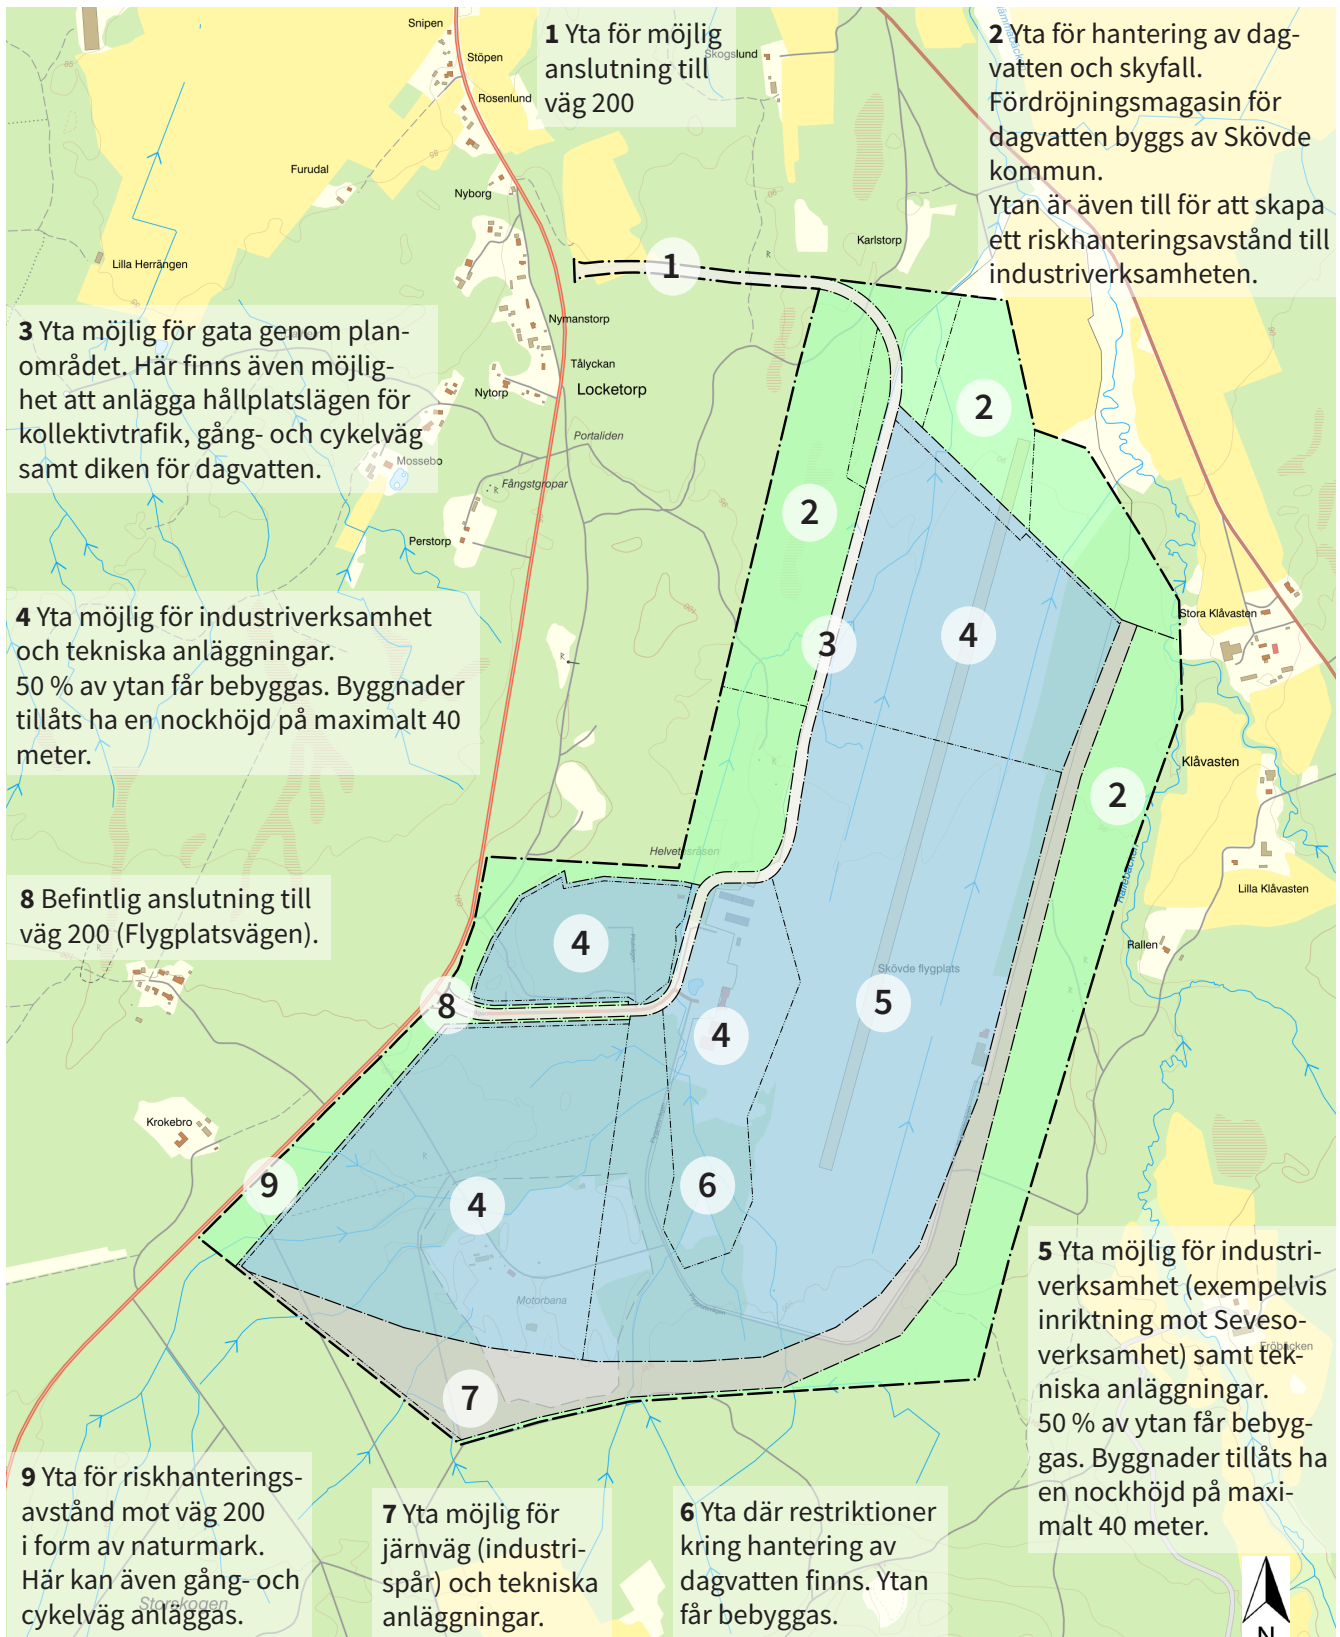 1 Yta för möjlig
anslutning till
väg 200
2 Yta för hantering av dag-
vatten och skyfall.
Fördröjningsmagasin för
dagvatten byggs av Skövde
kommun.
Ytan är även till för att skapa
ett riskhanteringsavstånd till
industriverksamheten.
Snipen
Stöpen
Rosenlund
Skogslund
Furudal
Nyborg
Karlstorp
Lilla Herrängen
1
3 Yta möjlig för gata genom plan-
området. Här finns även möjlig-
het att anlägga hållplatslägen för
kollektivtrafik, gång- och cykelväg
samt diken för dagvatten.
Nymanstorp
Tålyckan
Nytorp
Locketorp
2
Portaliden
Mossebo
Fångstgropar
2
Perstorp
4 Yta möjlig för industriverksamhet
och tekniska anläggningar.
50 % av ytan får bebyggas. Byggnader
tillåts ha en nockhöjd på maximalt 40
meter.
Stora Klåvasten
3
4
Klåvasten
2
Helvetesråsen
Lilla Klåvasten
8 Befintlig anslutning till
väg 200 (Flygplatsvägen).
4
Rallen
Skövde flygplats
8
5
4
Krokebro
9
4
6
Motorbana
7
5 Yta möjlig för industri-
verksamhet (exempelvis
inriktning mot Seveso-
verksamhet) samt tek-
niska anläggningar.
50 % av ytan får bebyg-
gas. Byggnader tillåts ha
en nockhöjd på maxi-
malt 40 meter.
Fröbäcken
9 Yta för riskhanterings-
avstånd mot väg 200
i form av naturmark.
Här kan även gång- och
cykelväg anläggas.
Storskogen
7 Yta möjlig för
järnväg (industri-
spår) och tekniska
anläggningar.
6 Yta där restriktioner
kring hantering av
dagvatten finns. Ytan
får bebyggas.
N